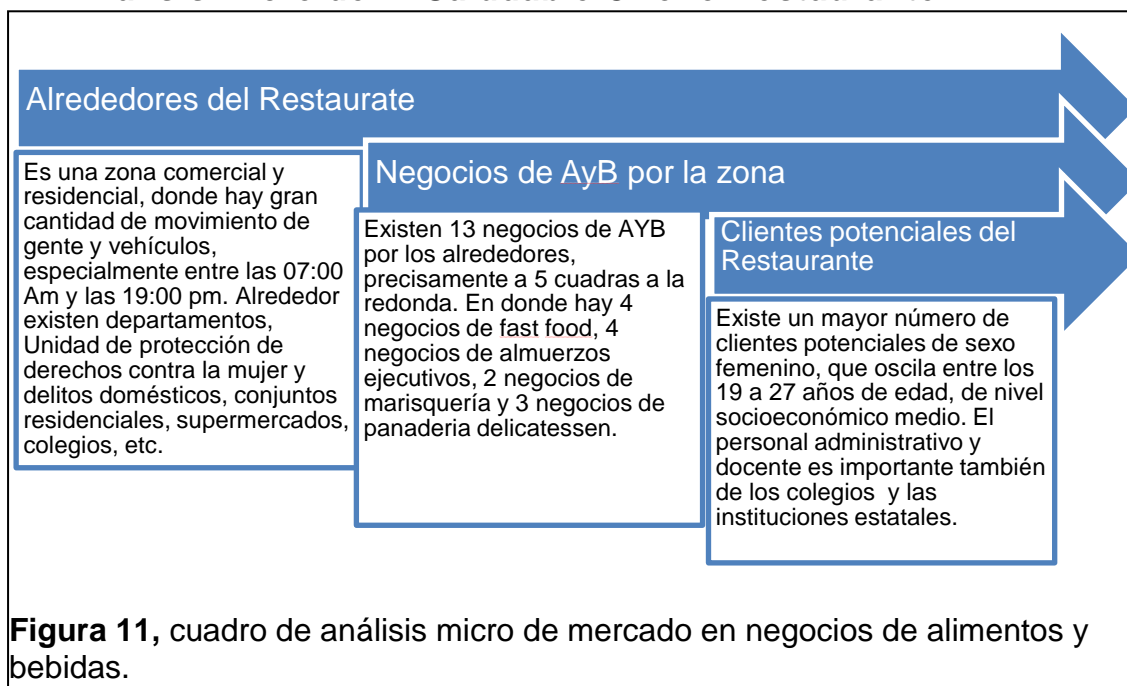 Alrededores del Restaurate
Es una zona comercial y
residencial, donde hay gran
cantidad de movimiento de
gente y vehículos,
especialmente entre las 07:00
Am y las 19:00 pm. Alrededor
existen departamentos,
Unidad de protección de
derechos contra la mujer y
delitos domésticos, conjuntos
residenciales, supermercados,
colegios, etc.
Negocios de AyB por la zona
Existen 13 negocios de AYB
por los alrededores,
precisamente a 5 cuadras a la
redonda. En donde hay 4
negocios de fast food, 4
negocios de almuerzos
ejecutivos, 2 negocios de
marisquería y 3 negocios de
panaderia delicatessen.
Clientes potenciales del
Restaurante
Existe un mayor número de
clientes potenciales de sexo
femenino, que oscila entre los
19 a 27 años de edad, de nivel
socioeconómico medio. El
personal administrativo y
docente es importante también
de los colegios y las
instituciones estatales.
Figura 11, cuadro de análisis micro de mercado en negocios de alimentos y
bebidas.